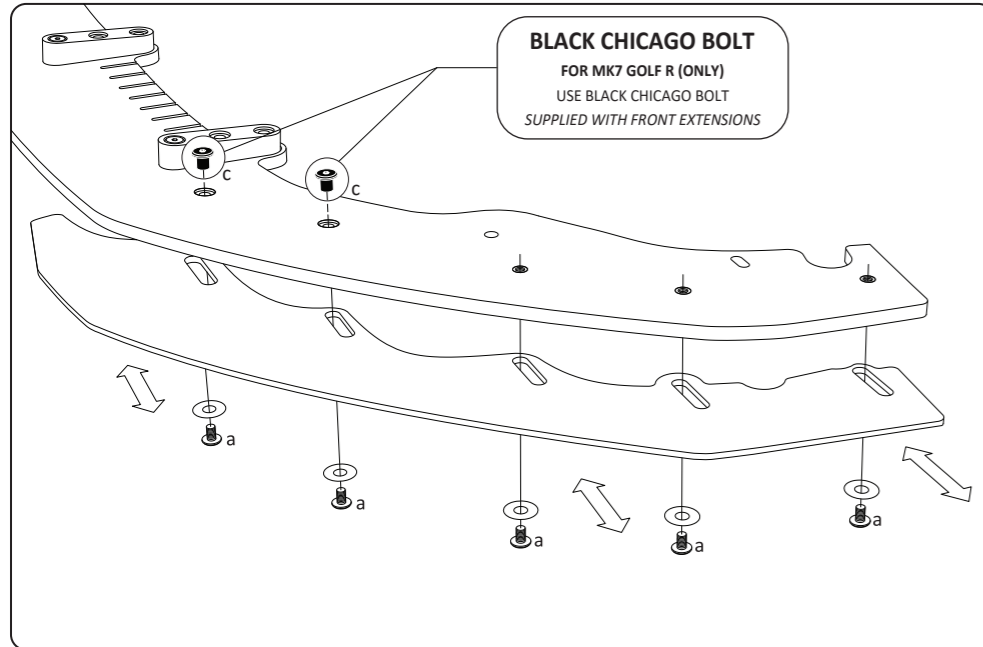 BLACK CHICAGO BOLT
FOR MK7 GOLF R (ONLY)
USE BLACK CHICAGO BOLT
SUPPLIED WITH FRONT EXTENSIONS
c
c
a
a
a
a
a